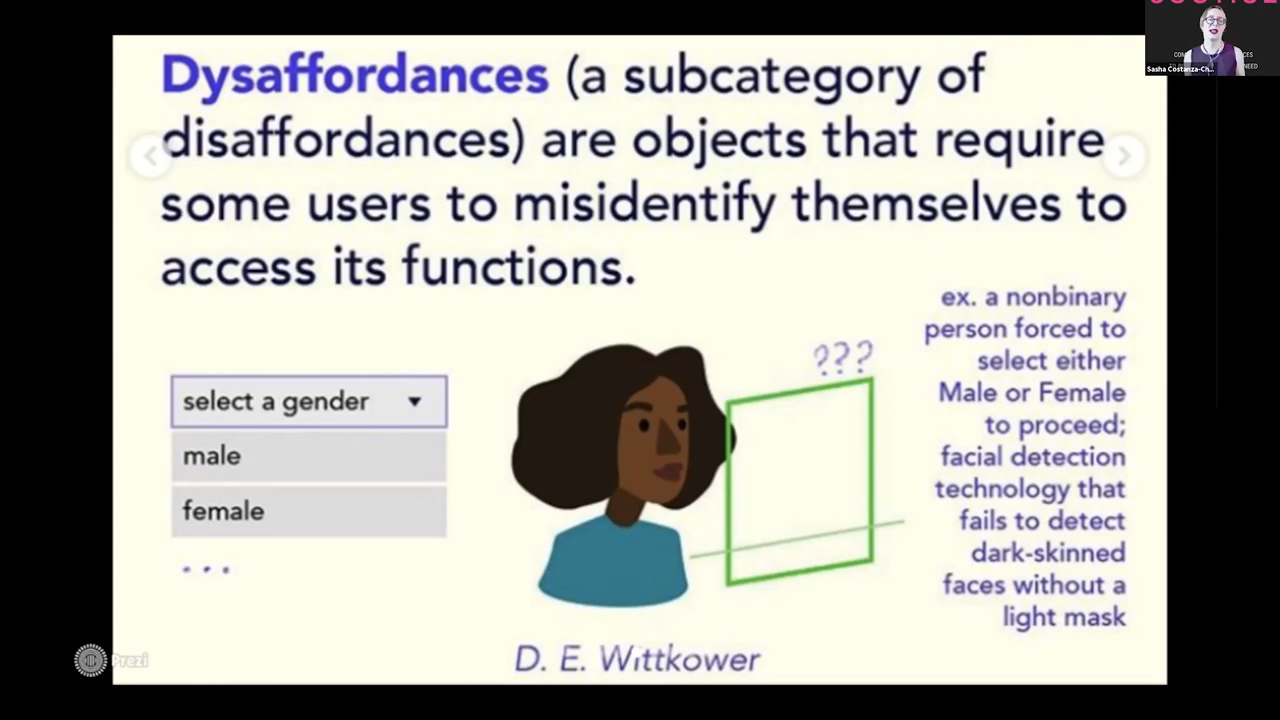 Dysaffordances (a subcategory of
disaffordances) are objects that require
some users to misidentify themselves to
access its functions.
select a gender
male
female
...
???
ex. a nonbinary
person forced to
select either
Male or Female
to proceed;
facial detection
technology that
fails to detect
dark-skinned
faces without a
light mask
D. E. Wittkower
Prezi
Sasha Costanza-Ch...